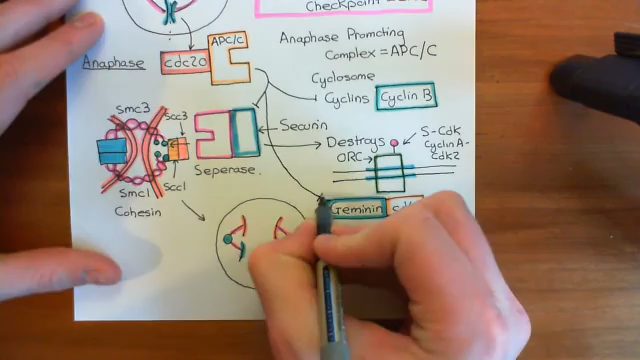 Checkpoint
Anaphase Promoting
Complex = APC/C
Anaphase
cdc20
APC/C
Cyclosome
Cyclins
Cyclin B
Smc3
Scc3
Securin
Destroys
S-Cdk
Cyclin A-
Cdk2
ORC
Seperase.
Smc1
Scc1
Cohesin
Geminin